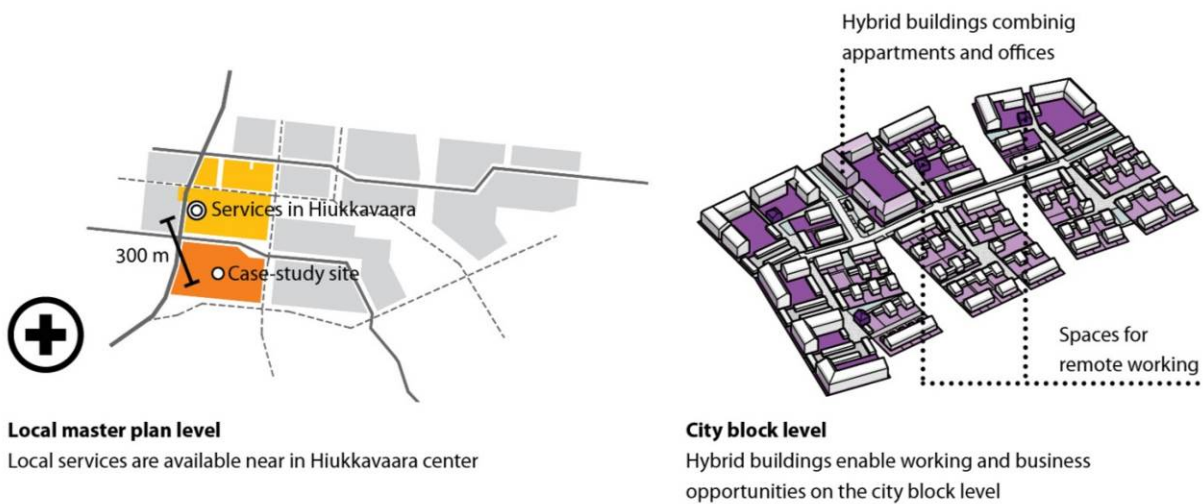 Hybrid buildings combinig
appartments and offices
Services in Hiukkavaara
300 m
Case-study site
Spaces for
remote working
Local master plan level
Local services are available near in Hiukkavaara center
City block level
Hybrid buildings enable working and business
opportunities on the city block level